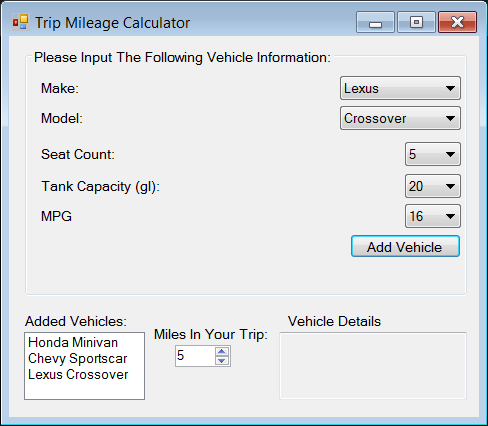 Trip Mileage Calculator
Please Input The Following Vehicle Information:
Make: Lexus
Model: Crossover
Seat Count: 5
Tank Capacity (gl): 20
MPG 16
Add Vehicle
Added Vehicles:
Honda Minivan
Chevy Sportscar
Lexus Crossover
Miles In Your Trip:
5
Vehicle Details